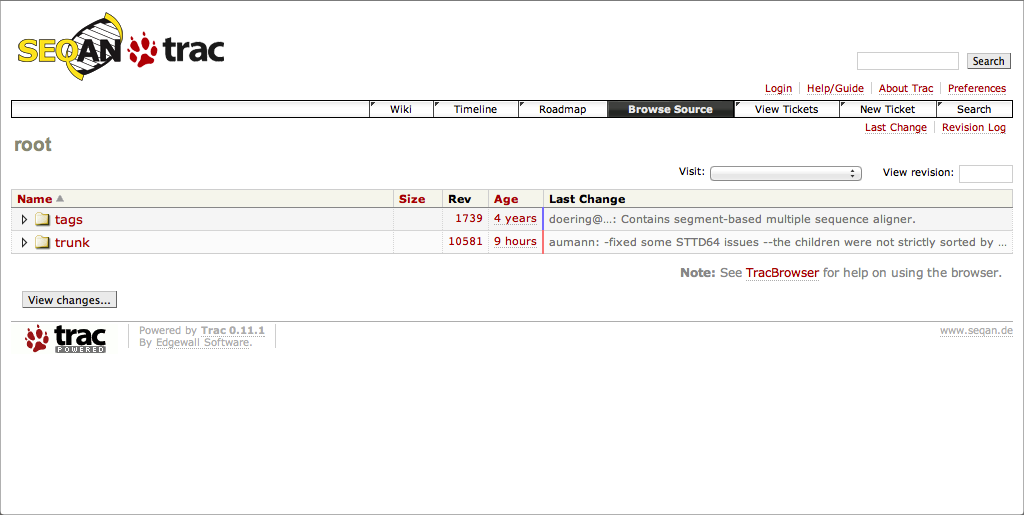 SEQAN trac
Search
Login Help/Guide About Trac Preferences
Wiki Timeline Roadmap Browse Source View Tickets New Ticket Search
Last Change Revision Log
root
Visit: View revision:
Name Size Rev Age Last Change
tags 1739 4 years doering@…: Contains segment-based multiple sequence aligner.
trunk 10581 9 hours aumann: -fixed some STTD64 issues --the children were not strictly sorted by …
Note: See TracBrowser for help on using the browser.
View changes...
trac
POWERED
Powered by Trac 0.11.1
By Edgewall Software.
www.seqan.de